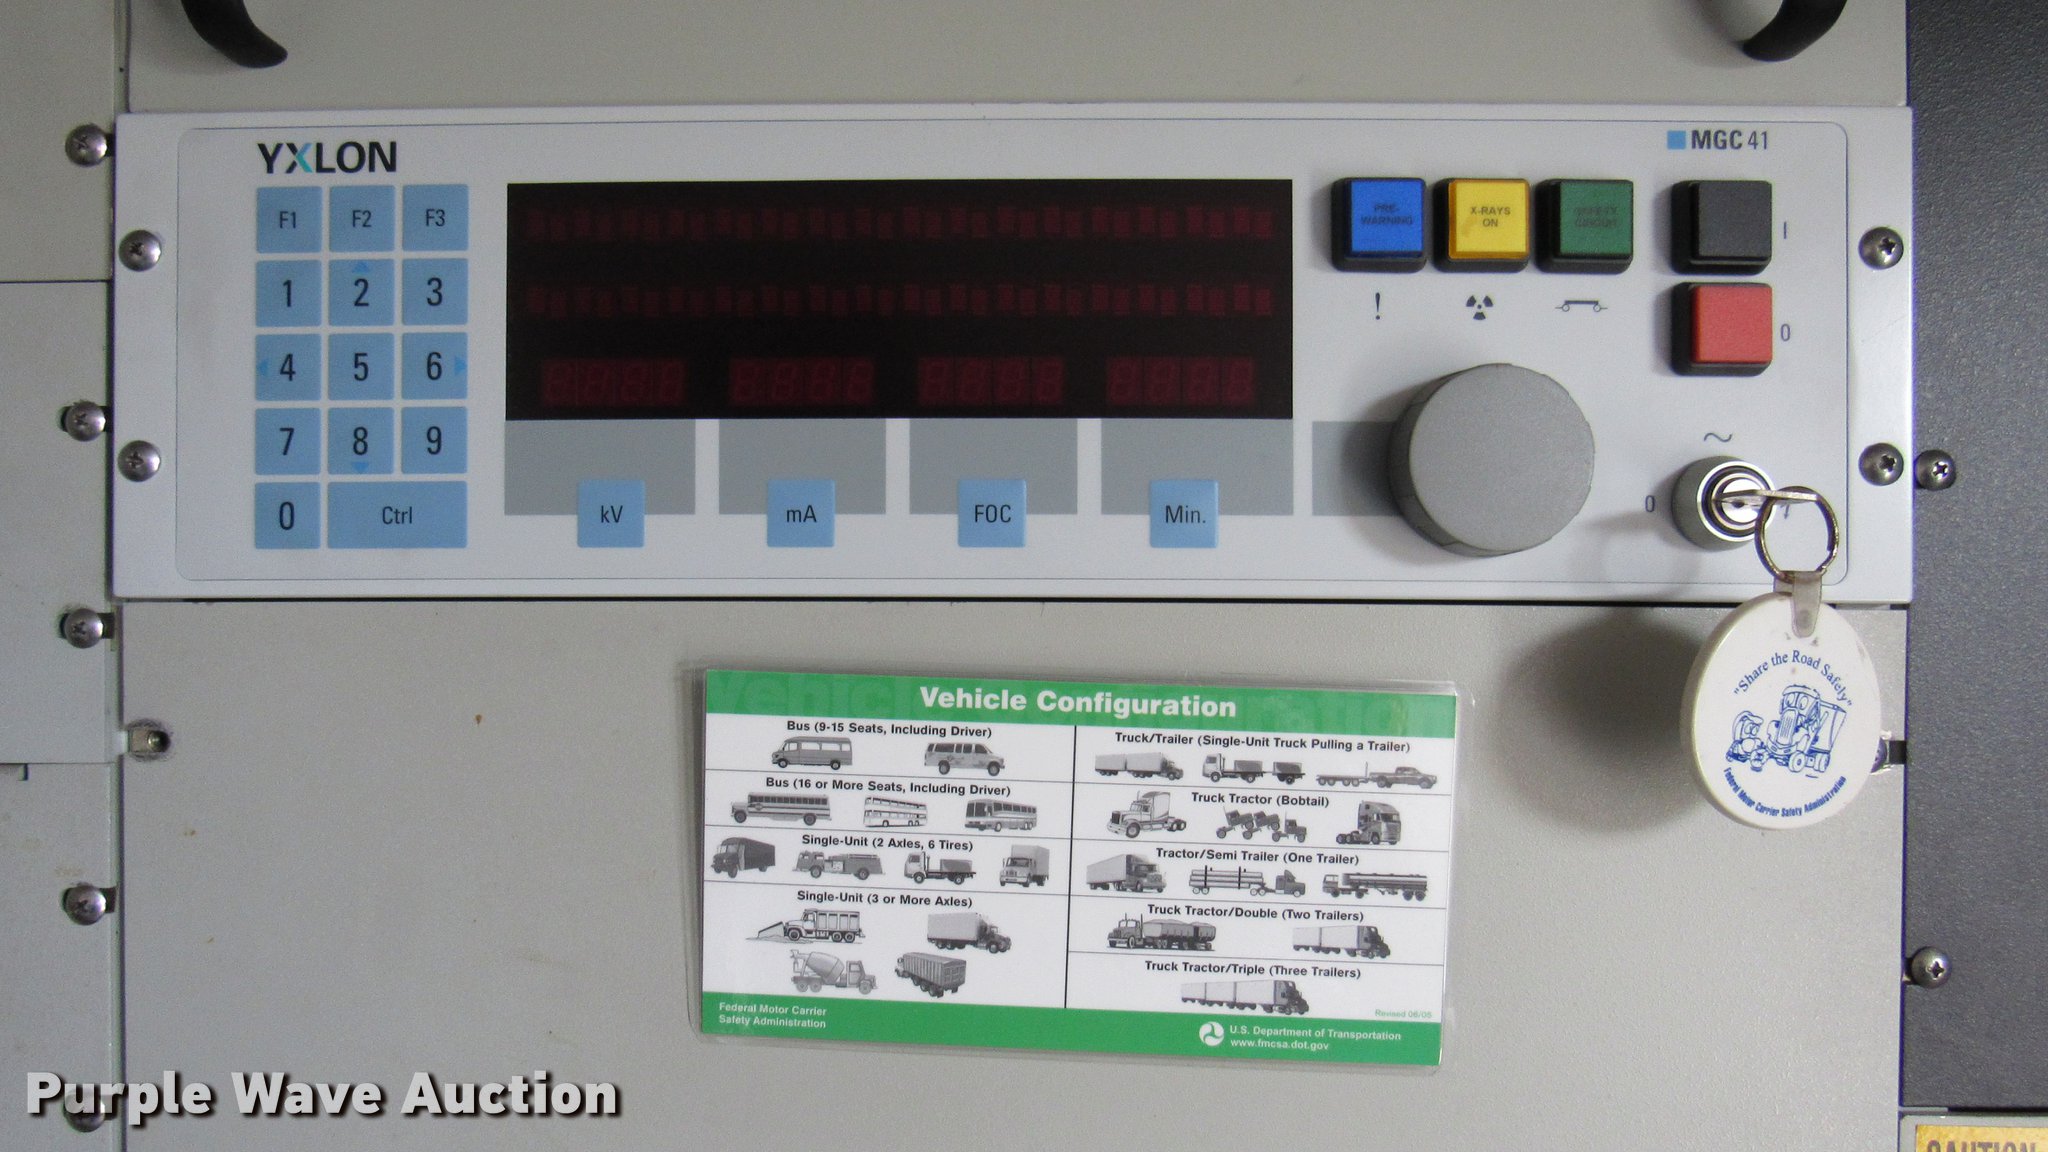 YXLON
MGC 41
F1 F2 F3
1 2 3
4 5 6
7 8 9
0 Ctrl
kV mA FOC Min.
PRE-
WARNING
X-RAYS
ON
SAFETY
CIRCUIT
!
I
0
~
0
1
"Share the Road Safely"
Federal Motor Carrier Safety Administration
Vehicle Configuration
Bus (9-15 Seats, Including Driver)
Bus (16 or More Seats, Including Driver)
Single-Unit (2 Axles, 6 Tires)
Single-Unit (3 or More Axles)
Truck/Trailer (Single-Unit Truck Pulling a Trailer)
Truck Tractor (Bobtail)
Tractor/Semi Trailer (One Trailer)
Truck Tractor/Double (Two Trailers)
Truck Tractor/Triple (Three Trailers)
Revised 06/05
Federal Motor Carrier
Safety Administration
U.S. Department of Transportation
www.fmcsa.dot.gov
CAUTION
Purple Wave Auction